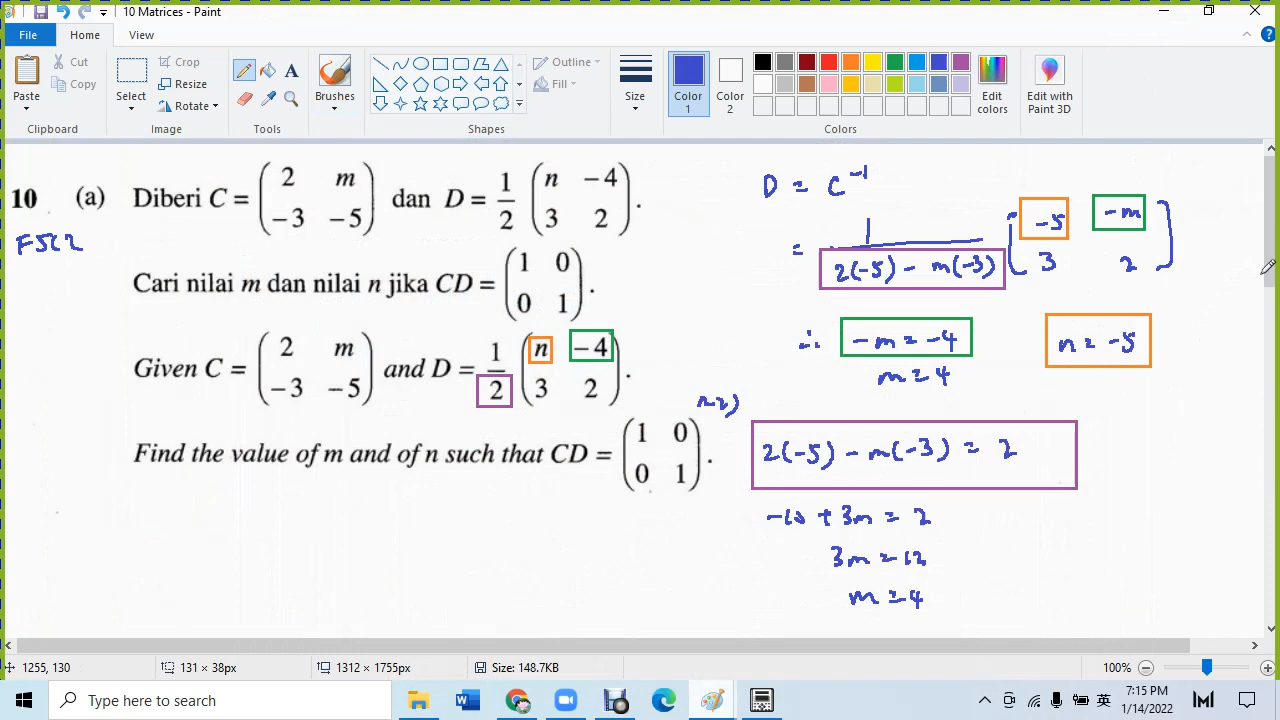 10 Matrices - Paint
File Home View
Paste Cut Copy Clipboard
Select Crop Resize Rotate Image
Tools
Brushes
Shapes Outline Fill
Size
Color 1 Color 2 Edit colors Colors
Edit with Paint 3D
10 (a) Diberi C = (2 m −3 −5) dan D = 1/2 (n −4 3 2).
F5C2
Cari nilai m dan nilai n jika CD = (1 0 0 1).
Given C = (2 m −3 −5) and D = 1/2 (n −4 3 2).
Find the value of m and of n such that CD = (1 0 0 1).
D = C⁻¹
= 1/(2(-5) - m(-3)) [-5 -m 3 2]
∴ -m = -4 n = -5
m = 4
2(-5) - m(-3) = 2
-10 + 3m = 2
3m = 12
m = 4
1255, 130 131 × 38px 1312 × 1755px Size: 148.7KB 100%
Type here to search
英 7:15 PM
1/14/2022